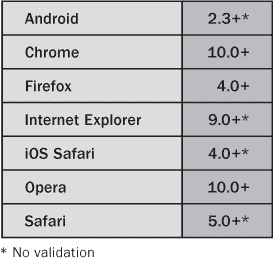 Android 2.3+*
Chrome 10.0+
Firefox 4.0+
Internet Explorer 9.0+*
iOS Safari 4.0+*
Opera 10.0+
Safari 5.0+*
* No validation